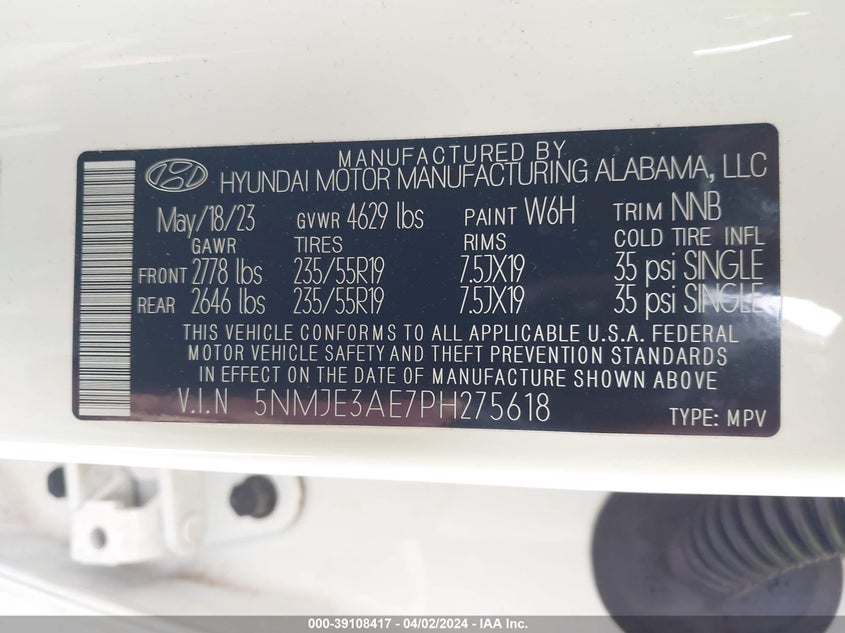 MANUFACTURED BY
HYUNDAI MOTOR MANUFACTURING ALABAMA, LLC
May/18/23 GVWR 4629 lbs PAINT W6H TRIM NNB
GAWR TIRES RIMS COLD TIRE INFL
FRONT 2778 lbs 235/55R19 7.5JX19 35 psi SINGLE
REAR 2646 lbs 235/55R19 7.5JX19 35 psi SINGLE
THIS VEHICLE CONFORMS TO ALL APPLICABLE U.S.A. FEDERAL
MOTOR VEHICLE SAFETY AND THEFT PREVENTION STANDARDS
IN EFFECT ON THE DATE OF MANUFACTURE SHOWN ABOVE
V.I.N 5NMJE3AE7PH275618 TYPE: MPV
000-39108417 - 04/02/2024 - IAA Inc.